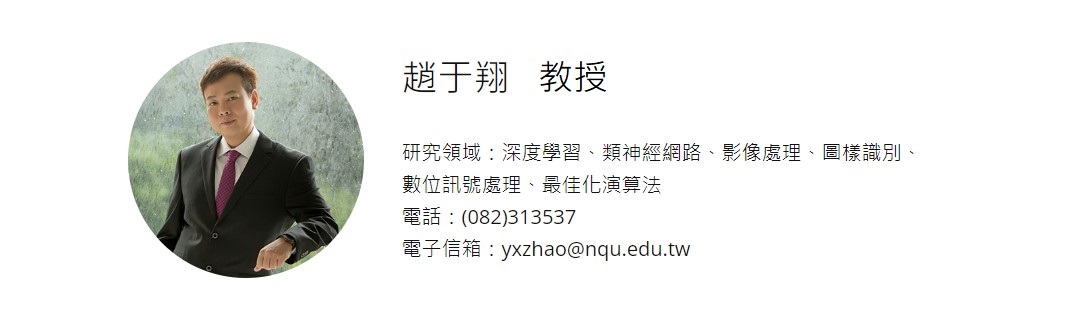 趙于翔 教授
研究領域：深度學習、類神經網路、影像處理、圖樣識別、
數位訊號處理、最佳化演算法
電話：(082)313537
電子信箱：yxzhao@nqu.edu.tw